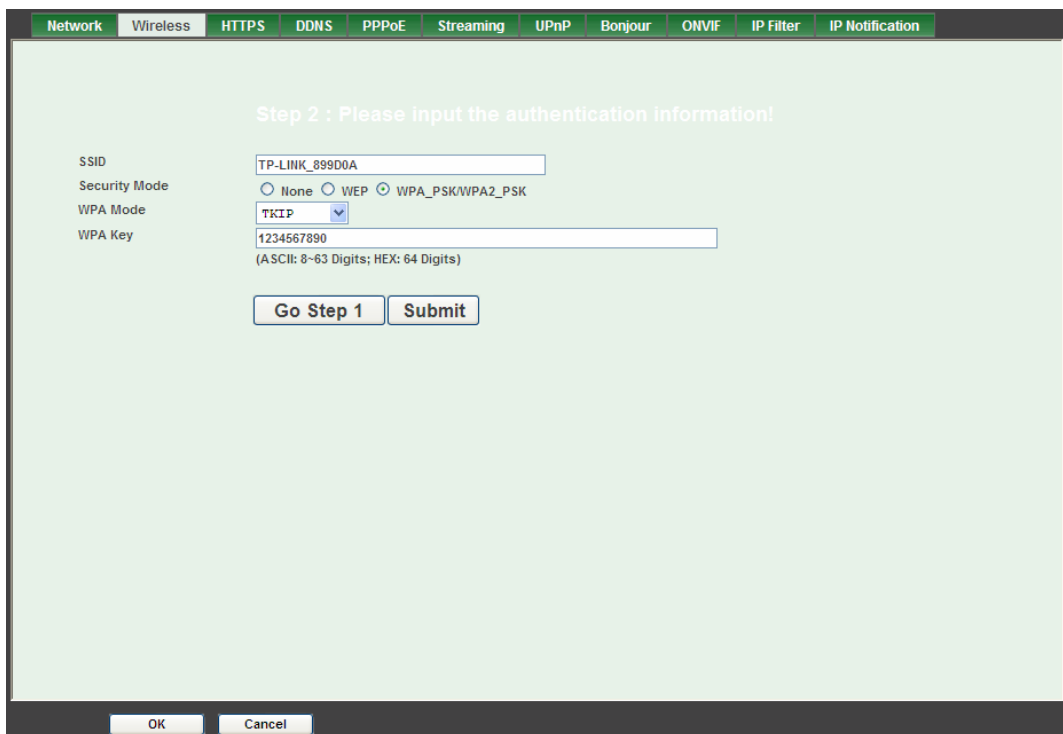 Network Wireless HTTPS DDNS PPPoE Streaming UPnP Bonjour ONVIF IP Filter IP Notification
Step 2 : Please input the authentication information!
SSID TP-LINK_899D0A
Security Mode None WEP WPA_PSK/WPA2_PSK
WPA Mode TKIP
WPA Key 1234567890
(ASCII: 8~63 Digits; HEX: 64 Digits)
Go Step 1 Submit
OK Cancel